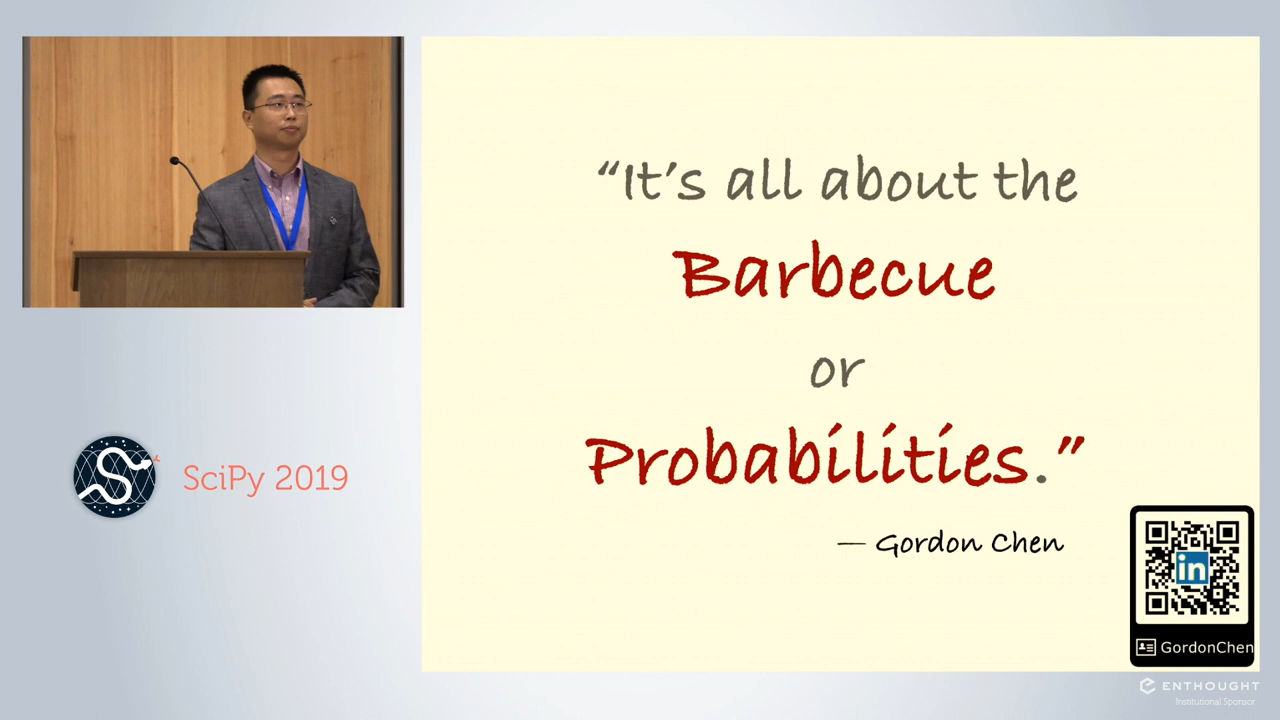 “It's all about the
Barbecue
or
Probabilities.”
— Gordon Chen
in
GordonChen
SciPy 2019
ENTHOUGHT
Institutional Sponsor